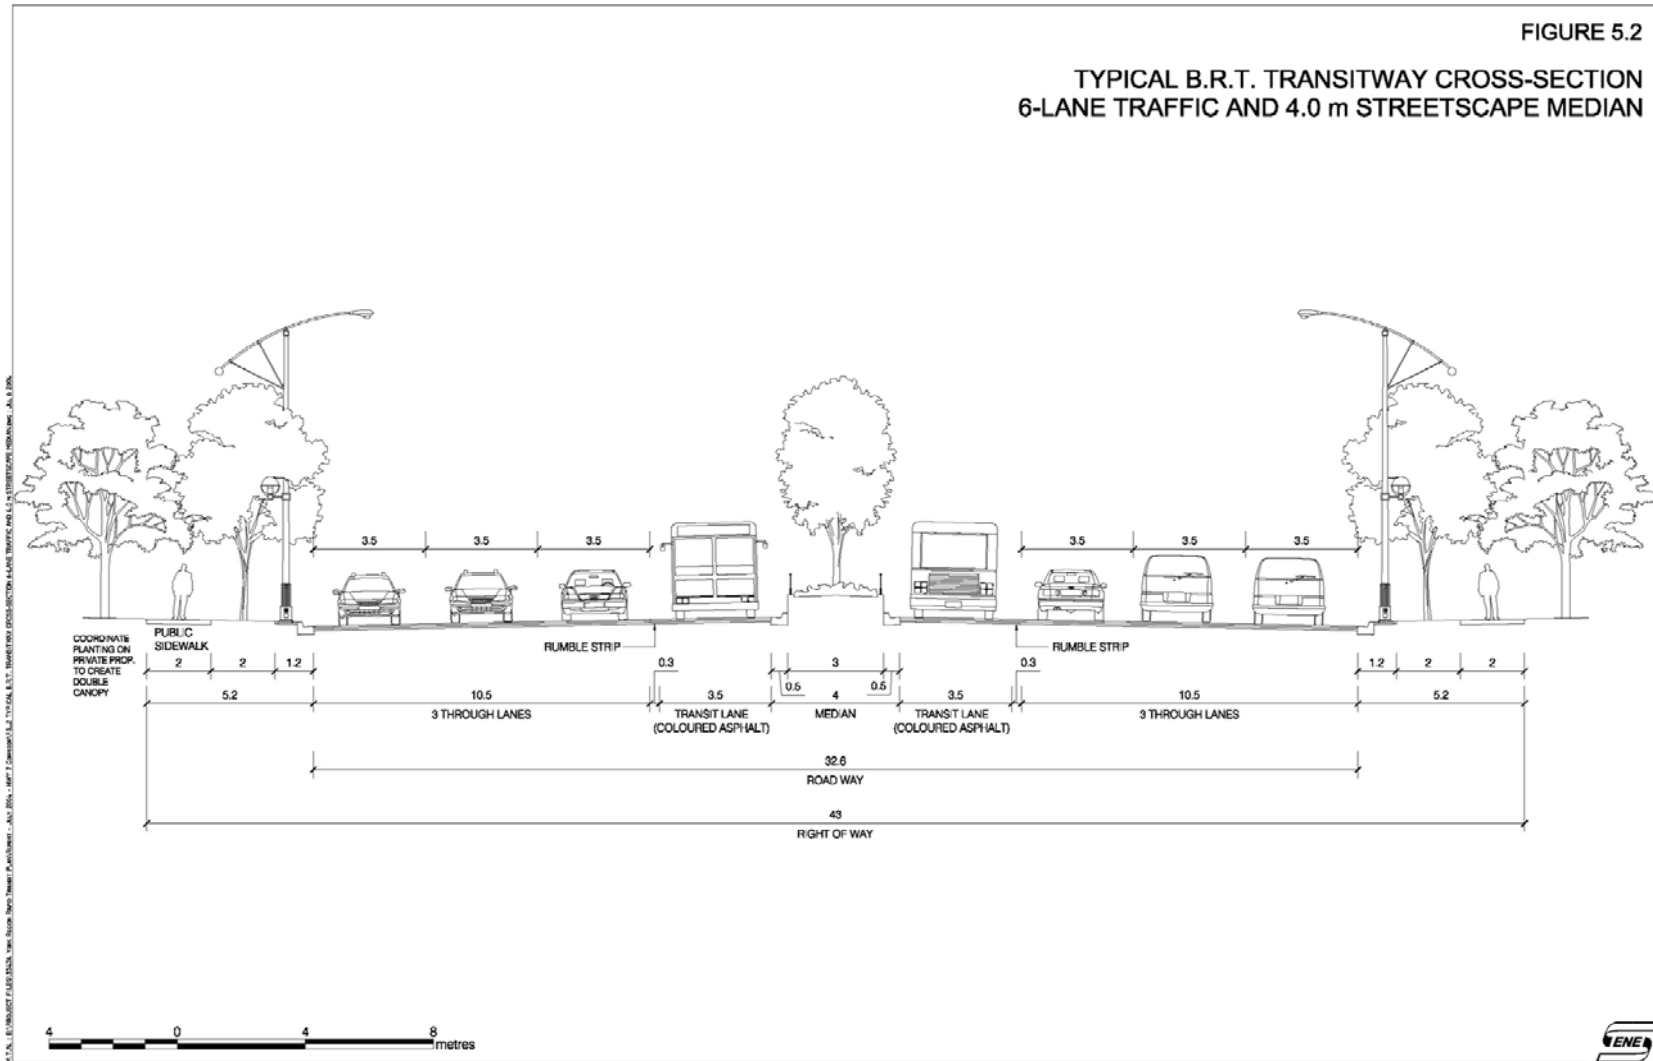 FIGURE 5.2
TYPICAL B.R.T. TRANSITWAY CROSS-SECTION
6-LANE TRAFFIC AND 4.0 m STREETSCAPE MEDIAN
3.5 3.5 3.5 3.5 3.5 3.5
COORDINATE
PLANTING ON
PRIVATE PROP.
TO CREATE
DOUBLE
CANOPY
PUBLIC
SIDEWALK
RUMBLE STRIP RUMBLE STRIP
2 2 1.2 0.3 3 0.3 1.2 2 2
0.5 0.5
5.2 10.5 3.5 4 3.5 10.5 5.2
3 THROUGH LANES TRANSIT LANE MEDIAN TRANSIT LANE 3 THROUGH LANES
(COLOURED ASPHALT) (COLOURED ASPHALT)
32.6
ROAD WAY
43
RIGHT OF WAY
4 0 4 8
metres
ENE